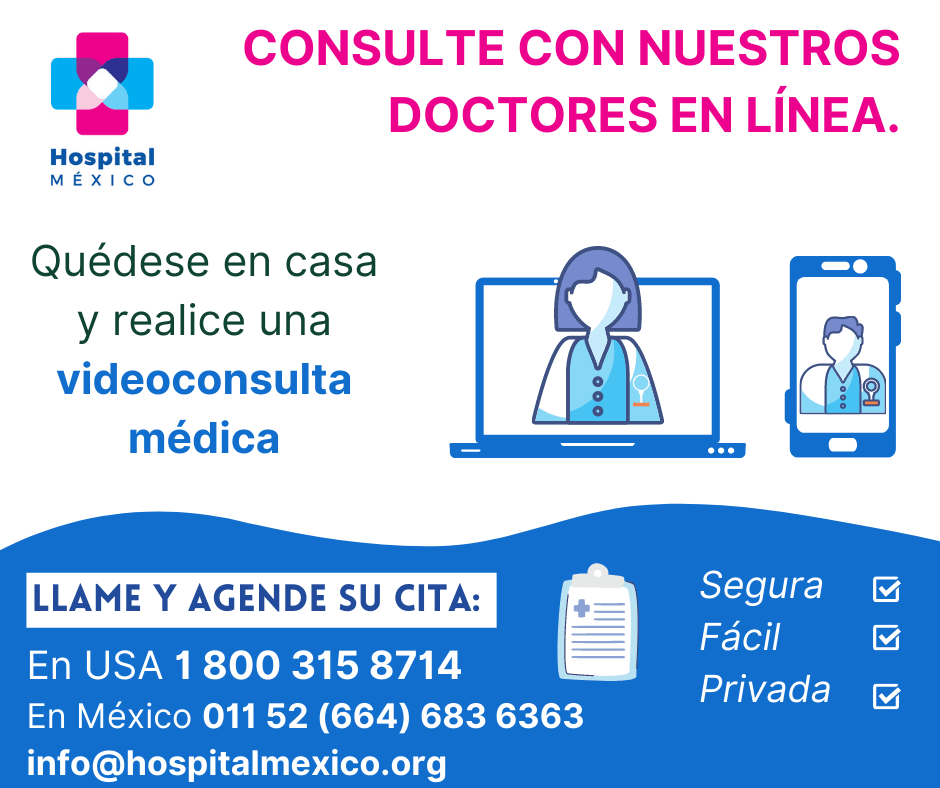 Hospital
MÉXICO
CONSULTE CON NUESTROS
DOCTORES EN LÍNEA.
Quédese en casa
y realice una
videoconsulta
médica
LLAME Y AGENDE SU CITA:
En USA 1 800 315 8714
En México 011 52 (664) 683 6363
info@hospitalmexico.org
Segura
Fácil
Privada